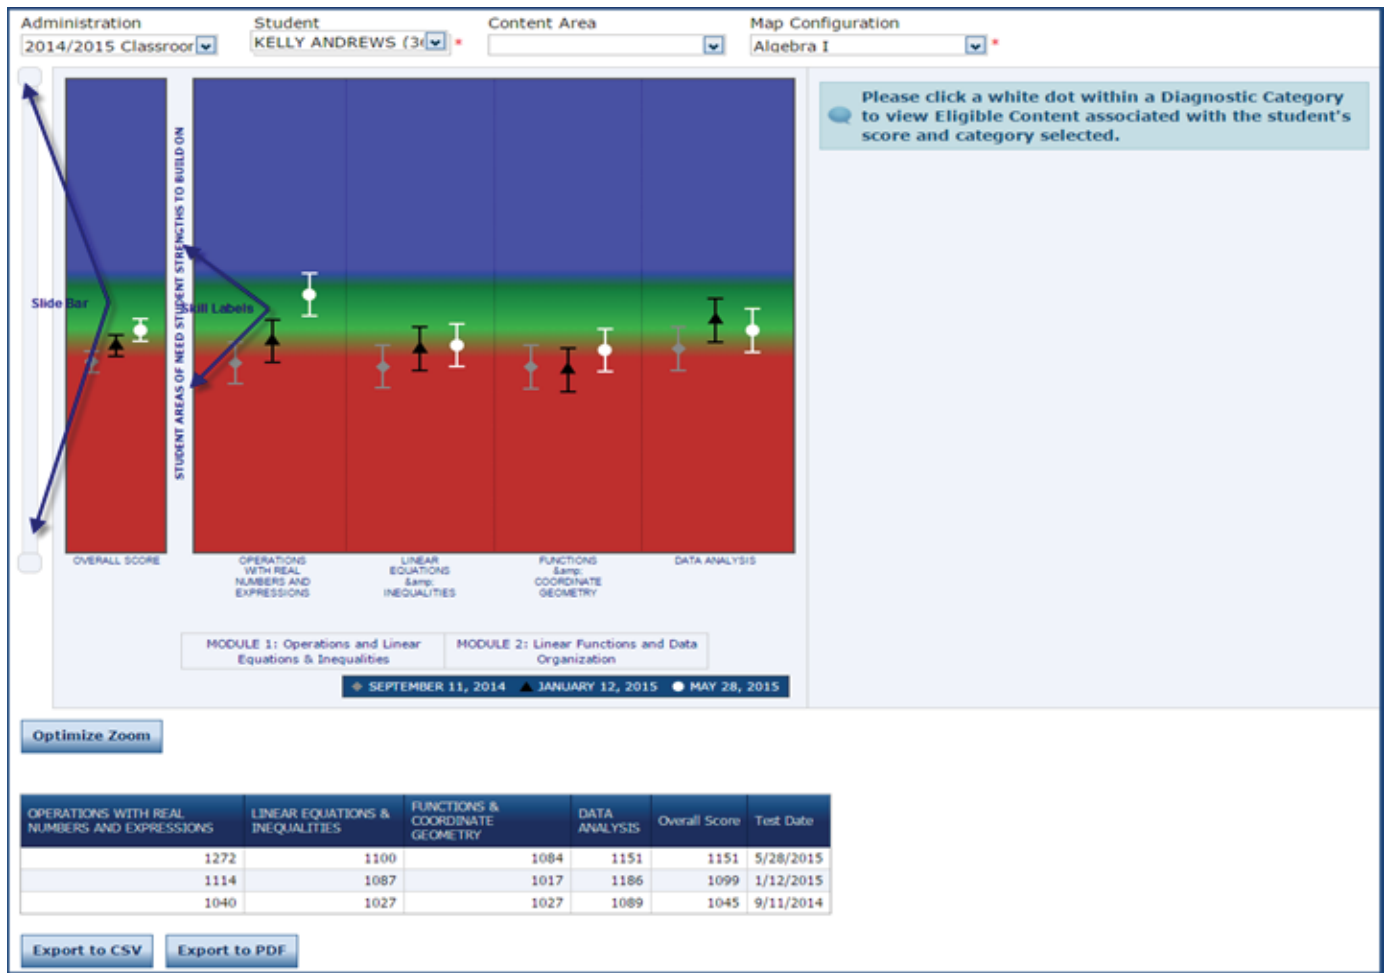 Administration
Student
Content Area
Map Configuration
2014/2015 Classroor
KELLY ANDREWS (3
*
Algebra I
*
Please click a white dot within a Diagnostic Category
to view Eligible Content associated with the student's
score and category selected.
STUDENT AREAS OF NEED STUDENT STRENGTHS TO BUILD ON
Slide Bar
Skill Labels
OVERALL SCORE
OPERATIONS
WITH REAL
NUMBERS AND
EXPRESSIONS
LINEAR
EQUATIONS
&amp;
INEQUALITIES
FUNCTIONS
&amp;
COORDINATE
GEOMETRY
DATA ANALYSIS
MODULE 1: Operations and Linear
Equations & Inequalities
MODULE 2: Linear Functions and Data
Organization
SEPTEMBER 11, 2014 JANUARY 12, 2015 MAY 28, 2015
Optimize Zoom
OPERATIONS WITH REAL
NUMBERS AND EXPRESSIONS
LINEAR EQUATIONS &
INEQUALITIES
FUNCTIONS &
COORDINATE
GEOMETRY
DATA
ANALYSIS
Overall Score
Test Date
1272 1100 1084 1151 1151 5/28/2015
1114 1087 1017 1186 1099 1/12/2015
1040 1027 1027 1089 1045 9/11/2014
Export to CSV
Export to PDF